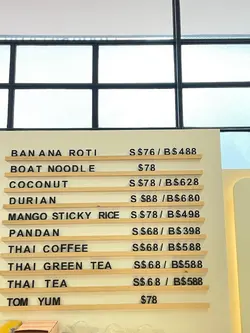 BANANA ROTI S$76/B$488
BOAT NOODLE $78
COCONUT S$78/B$628
DURIAN S$88/B$680
MANGO STICKY RICE S$78/B$498
PANDAN S$68/B$398
THAI COFFEE S$68/B$588
THAI GREEN TEA S$68/B$588
THAI TEA S$68/B$588
TOM YUM $78